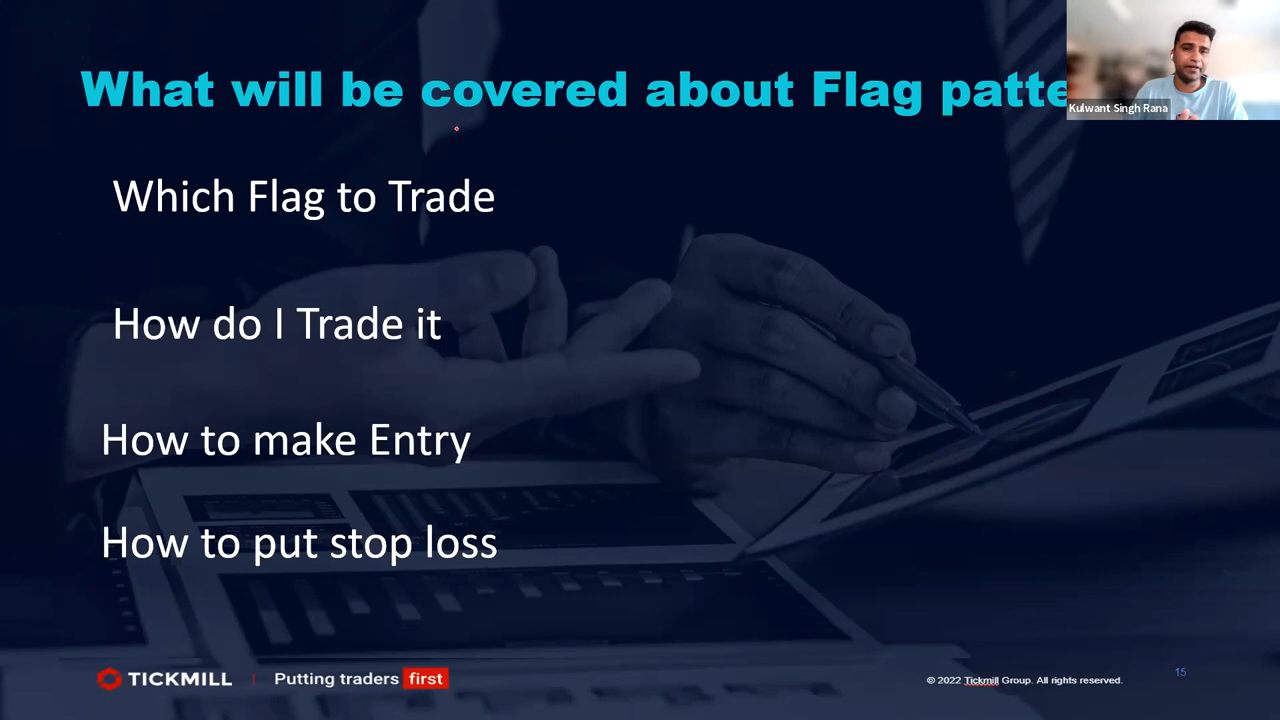 What will be covered about Flag patte
Kulwant Singh Rana
Which Flag to Trade
How do I Trade it
How to make Entry
How to put stop loss
TICKMILL | Putting traders first
© 2022 Tickmill Group. All rights reserved.
15